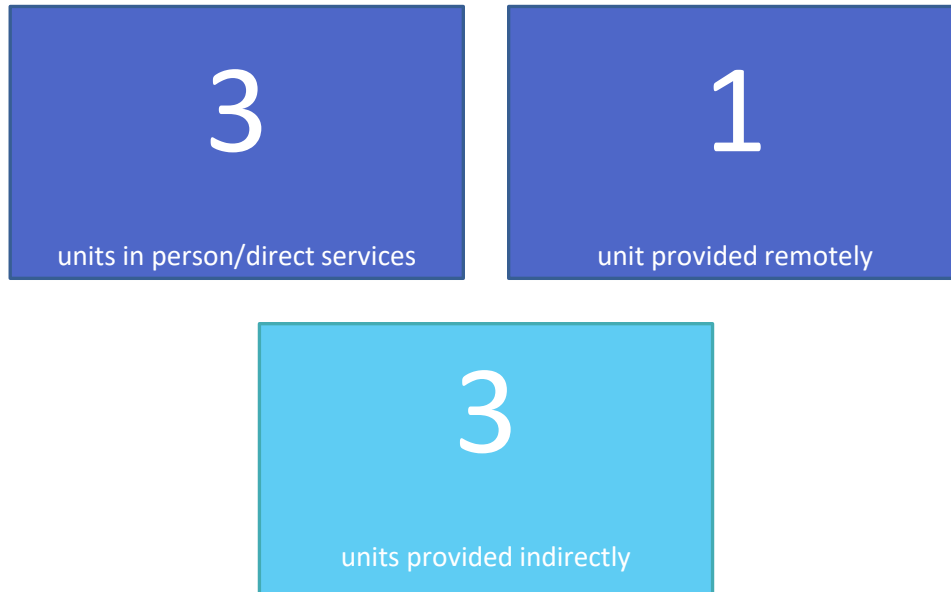 3
units in person/direct services
1
unit provided remotely
3
units provided indirectly